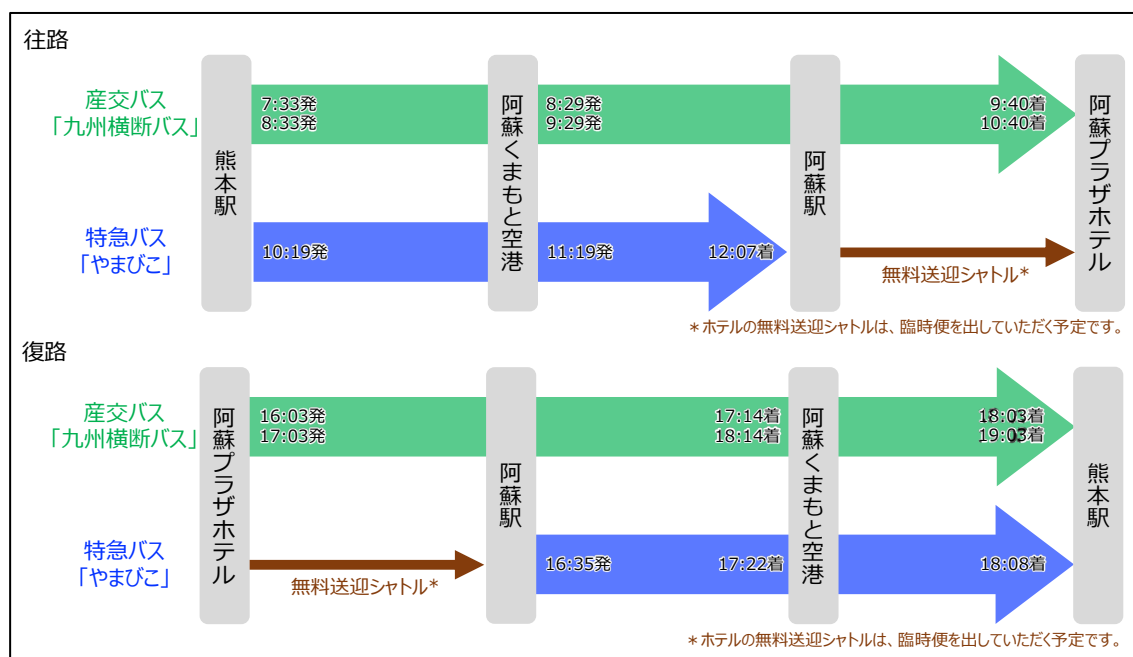 往路
産交バス
「九州横断バス」
熊本駅
7:33発
8:33発
阿蘇くまもと空港
8:29発
9:29発
阿蘇駅
9:40着
10:40着
阿蘇プラザホテル
特急バス
「やまびこ」
10:19発
11:19発
12:07着
無料送迎シャトル*
*ホテルの無料送迎シャトルは、臨時便を出していただく予定です。
復路
産交バス
「九州横断バス」
阿蘇プラザホテル
16:03発
17:03発
阿蘇駅
17:14着
18:14着
阿蘇くまもと空港
18:03着
19:03着
熊本駅
特急バス
「やまびこ」
無料送迎シャトル*
16:35発
17:22着
18:08着
*ホテルの無料送迎シャトルは、臨時便を出していただく予定です。